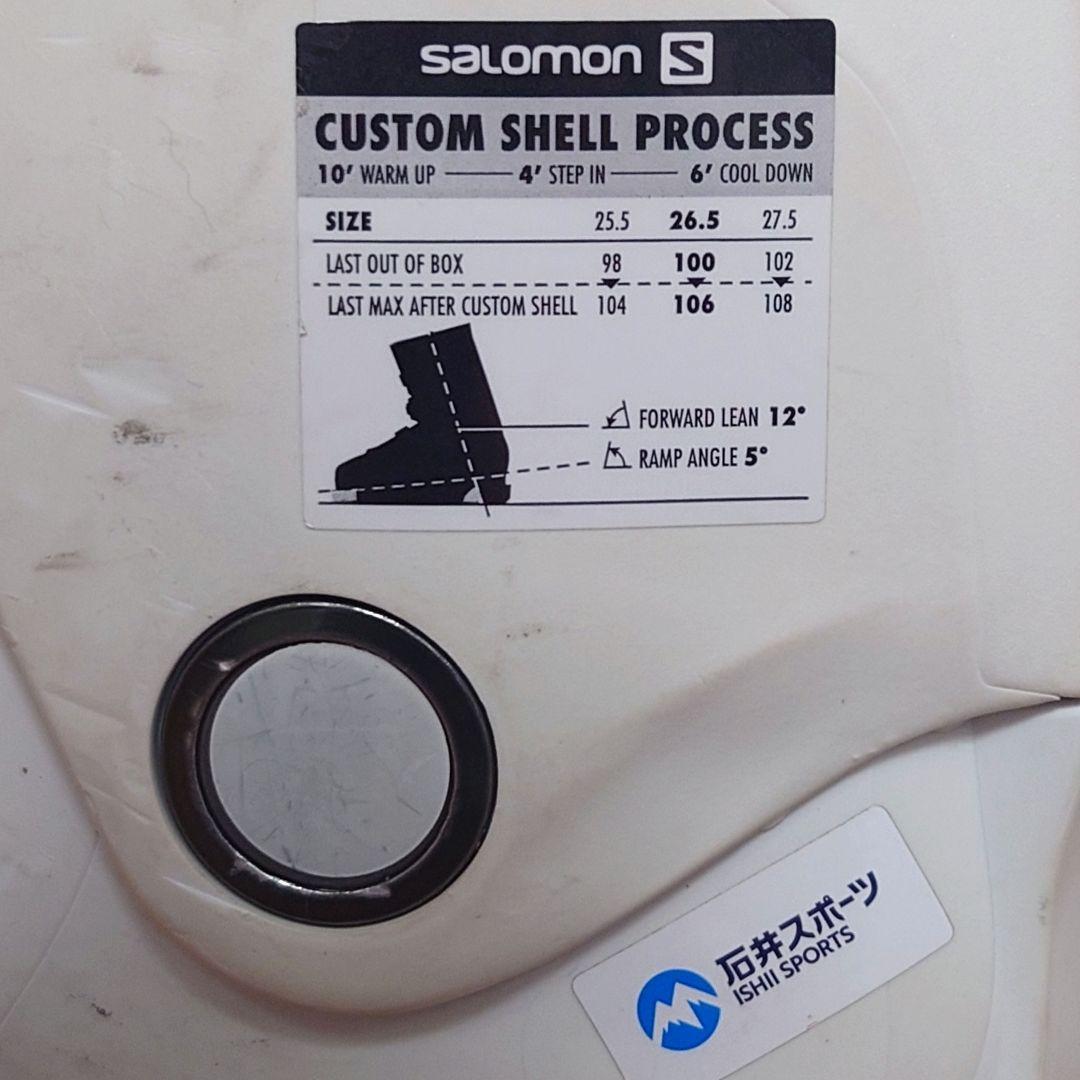 SALOMON S
CUSTOM SHELL PROCESS
10' WARM UP 4' STEP IN 6' COOL DOWN
SIZE 25.5 26.5 27.5
LAST OUT OF BOX 98 100 102
LAST MAX AFTER CUSTOM SHELL 104 106 108
FORWARD LEAN 12°
RAMP ANGLE 5°
石井スポーツ
ISHII SPORTS